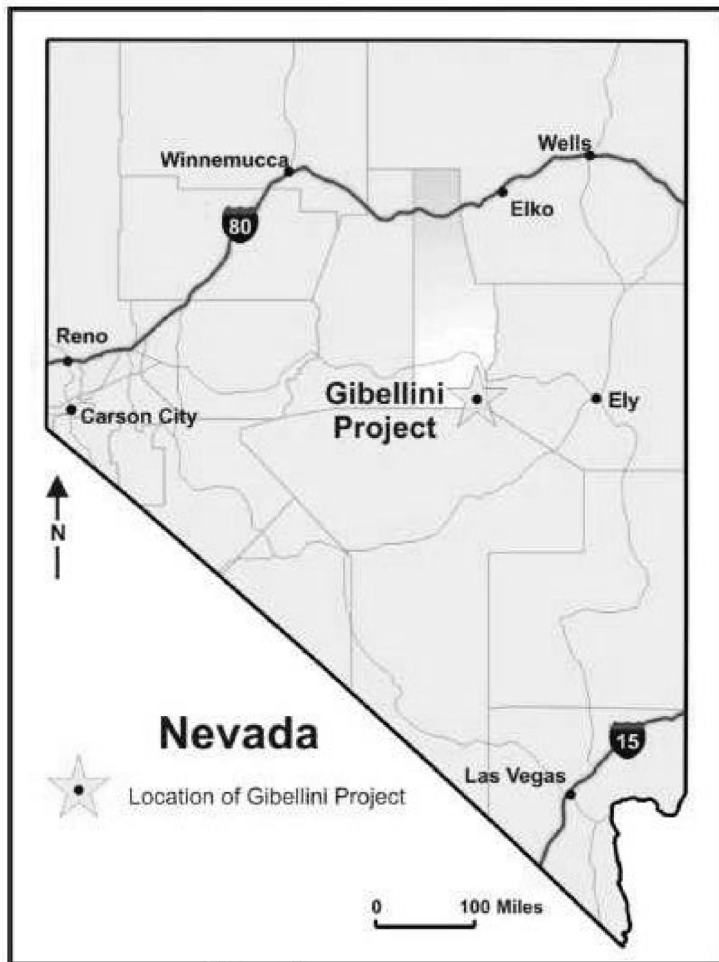 Wells
Winnemucca
Elko
80
Reno
Gibellini
Project
Ely
Carson City
N
Nevada
15
Las Vegas
Location of Gibellini Project
0 100 Miles